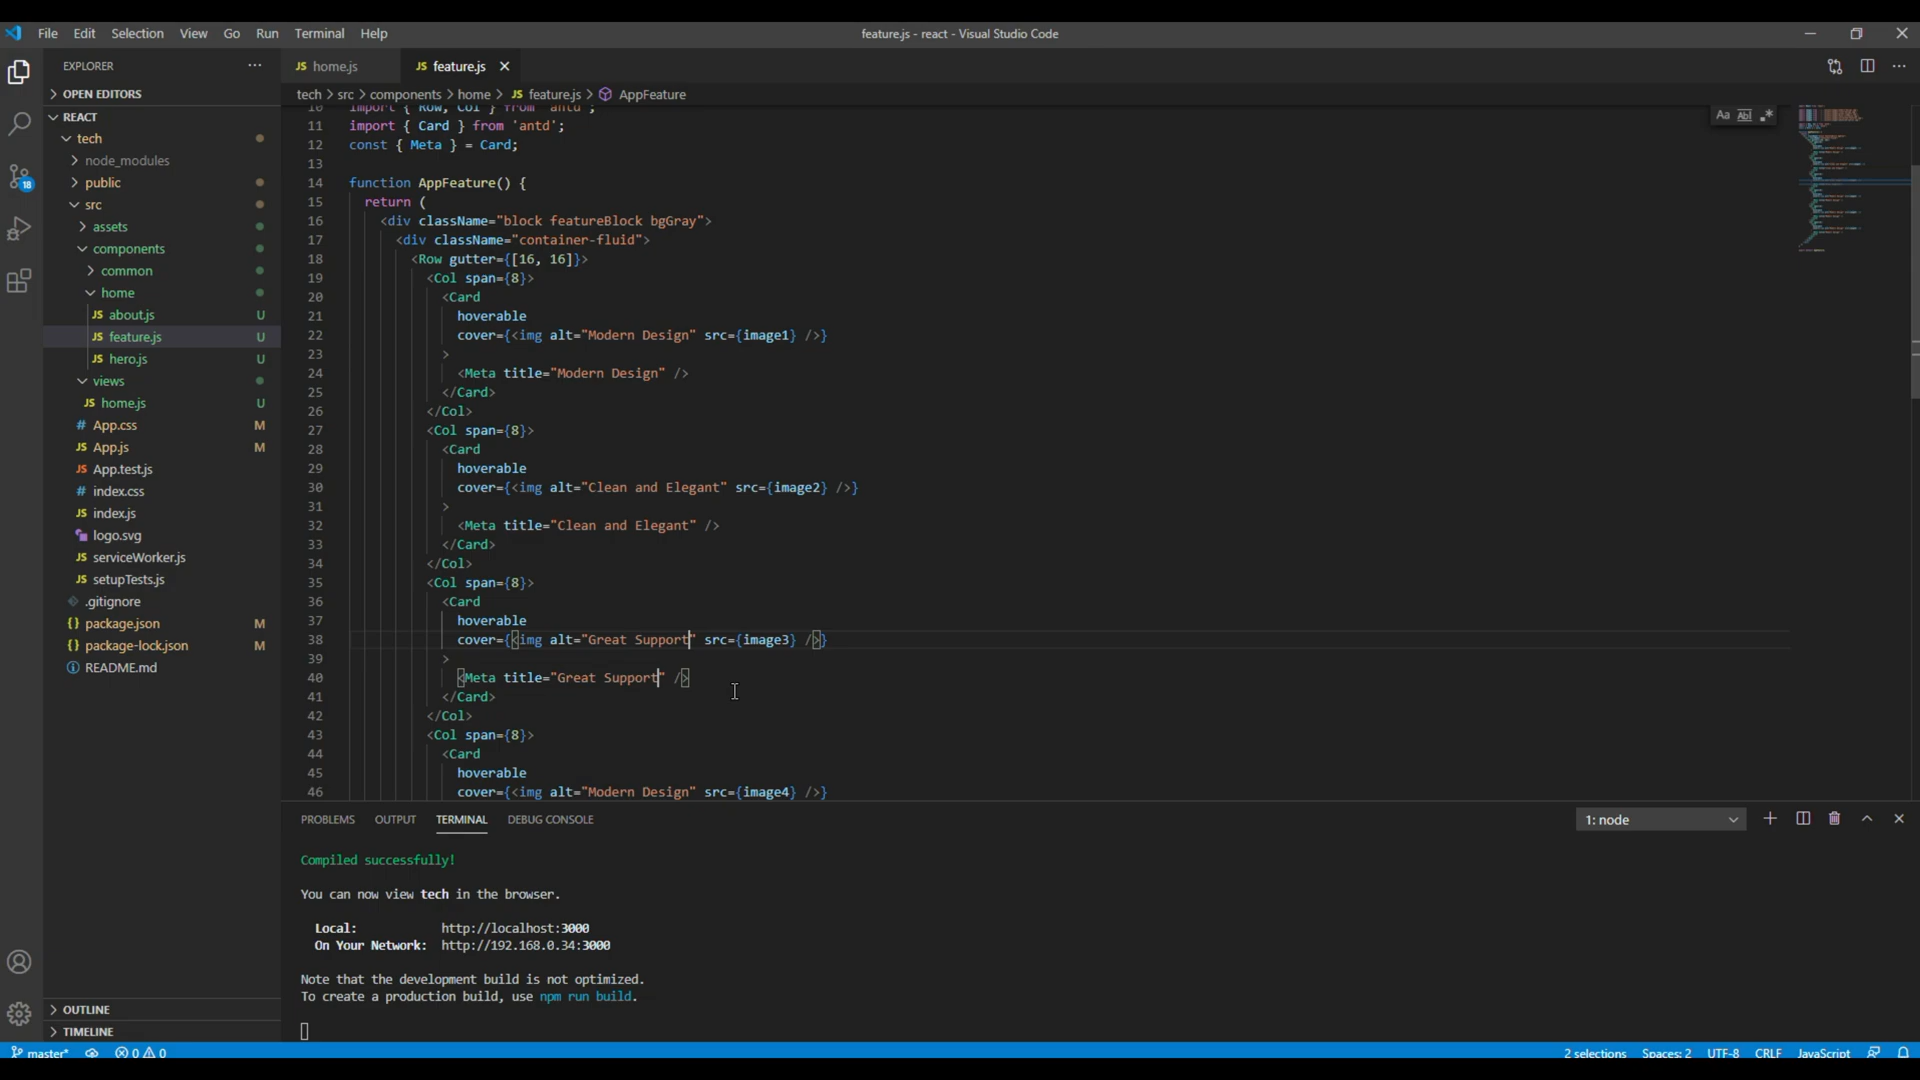 File Edit Selection View Go Run Terminal Help
feature.js - react - Visual Studio Code
EXPLORER
OPEN EDITORS
REACT
tech
node_modules
public
src
assets
components
common
home
JS about.js U
JS feature.js U
JS hero.js U
views
JS home.js U
# App.css M
JS App.js M
JS App.test.js
# index.css
JS index.js
logo.svg
JS serviceWorker.js
JS setupTests.js
.gitignore
{} package.json M
{} package-lock.json M
README.md
OUTLINE
TIMELINE
18
JS home.js
JS feature.js
tech > src > components > home > JS feature.js > AppFeature
Aa Abl .*
10 import { Row, Col } from 'antd';
11 import { Card } from 'antd';
12 const { Meta } = Card;
13
14 function AppFeature() {
15 return (
16 <div className="block featureBlock bgGray">
17 <div className="container-fluid">
18 <Row gutter={[16, 16]}>
19 <Col span={8}>
20 <Card
21 hoverable
22 cover={<img alt="Modern Design" src={image1} />}
23 >
24 <Meta title="Modern Design" />
25 </Card>
26 </Col>
27 <Col span={8}>
28 <Card
29 hoverable
30 cover={<img alt="Clean and Elegant" src={image2} />}
31 >
32 <Meta title="Clean and Elegant" />
33 </Card>
34 </Col>
35 <Col span={8}>
36 <Card
37 hoverable
38 cover={<img alt="Great Support" src={image3} />}
39 >
40 <Meta title="Great Support" />
41 </Card>
42 </Col>
43 <Col span={8}>
44 <Card
45 hoverable
46 cover={<img alt="Modern Design" src={image4} />}
PROBLEMS OUTPUT TERMINAL DEBUG CONSOLE
1: node
Compiled successfully!
You can now view tech in the browser.
Local: http://localhost:3000
On Your Network: http://192.168.0.34:3000
Note that the development build is not optimized.
To create a production build, use npm run build.
master* 0 0
2 selections Spaces: 2 UTF-8 CRLF JavaScript